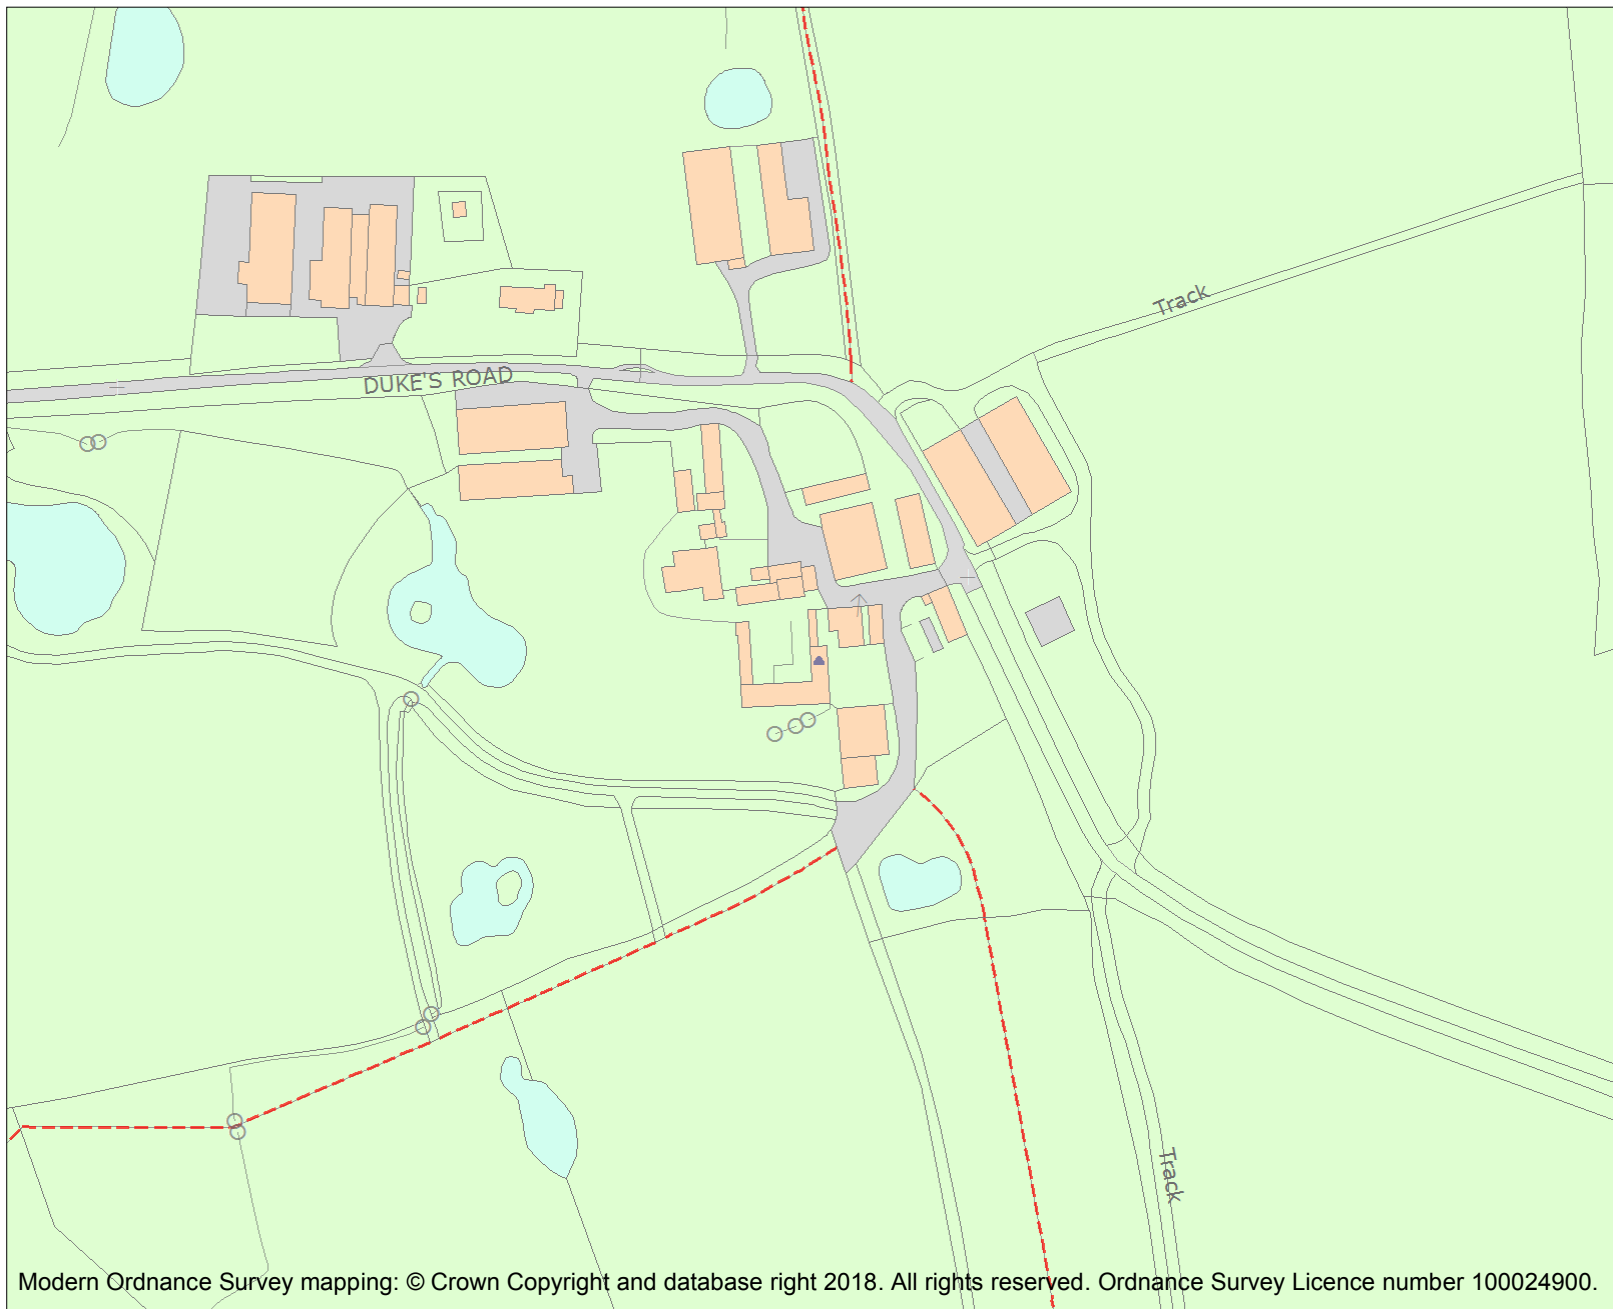 Track
DUKE'S ROAD
Track
Modern Ordnance Survey mapping: © Crown Copyright and database right 2018. All rights reserved. Ordnance Survey Licence number 100024900.